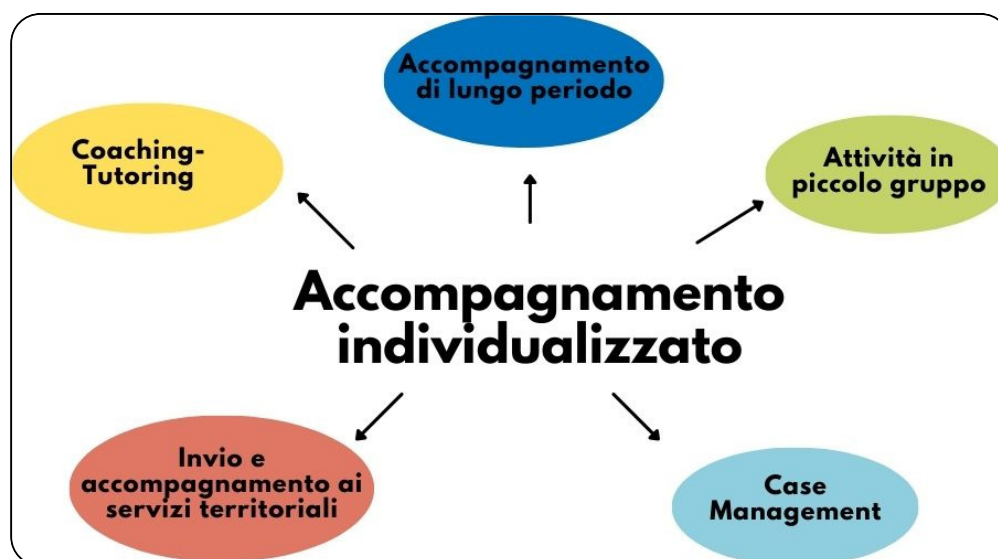 Accompagnamento
di lungo periodo
Coaching-
Tutoring
Attività in
piccolo gruppo
Accompagnamento
individualizzato
Invio e
accompagnamento ai
servizi territoriali
Case
Management